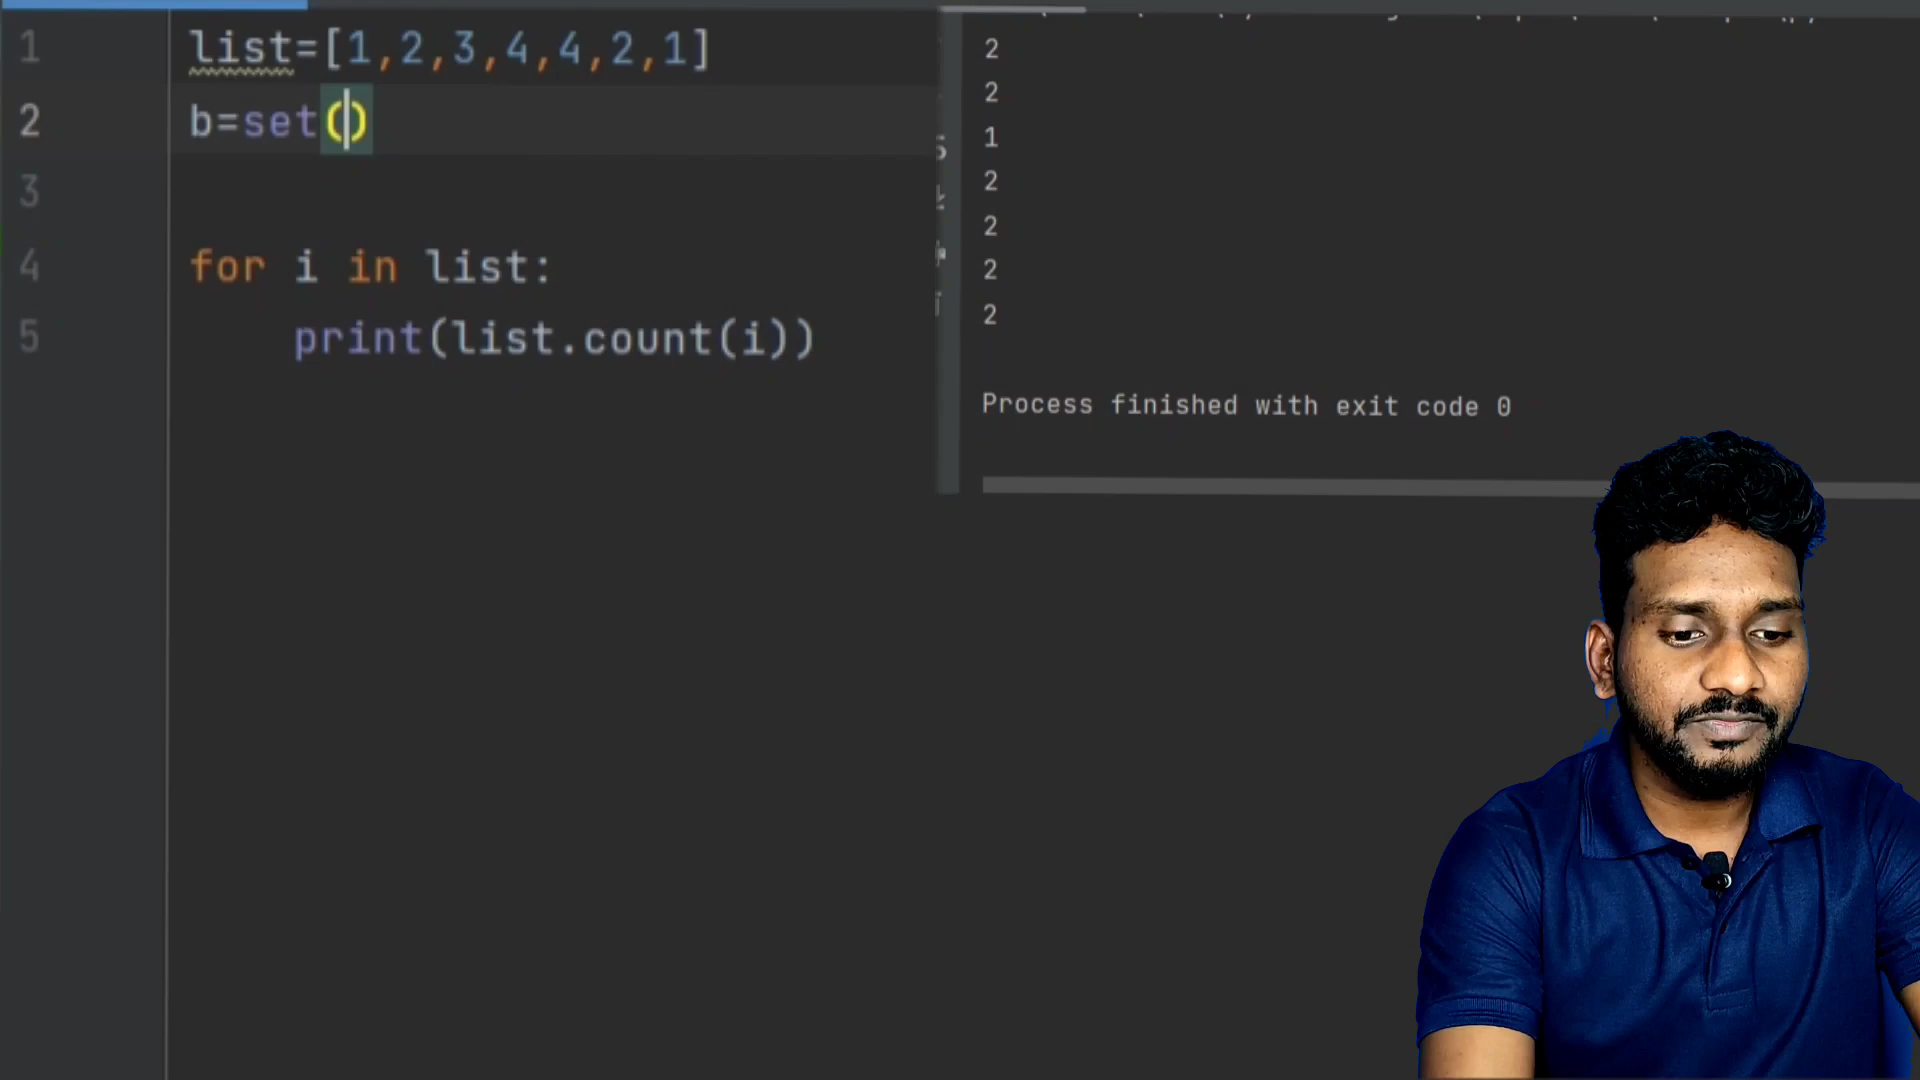 1 list=[1,2,3,4,4,2,1]
2 b=set()
3
4 for i in list:
5 print(list.count(i))
2
2
1
2
2
2
2
Process finished with exit code 0